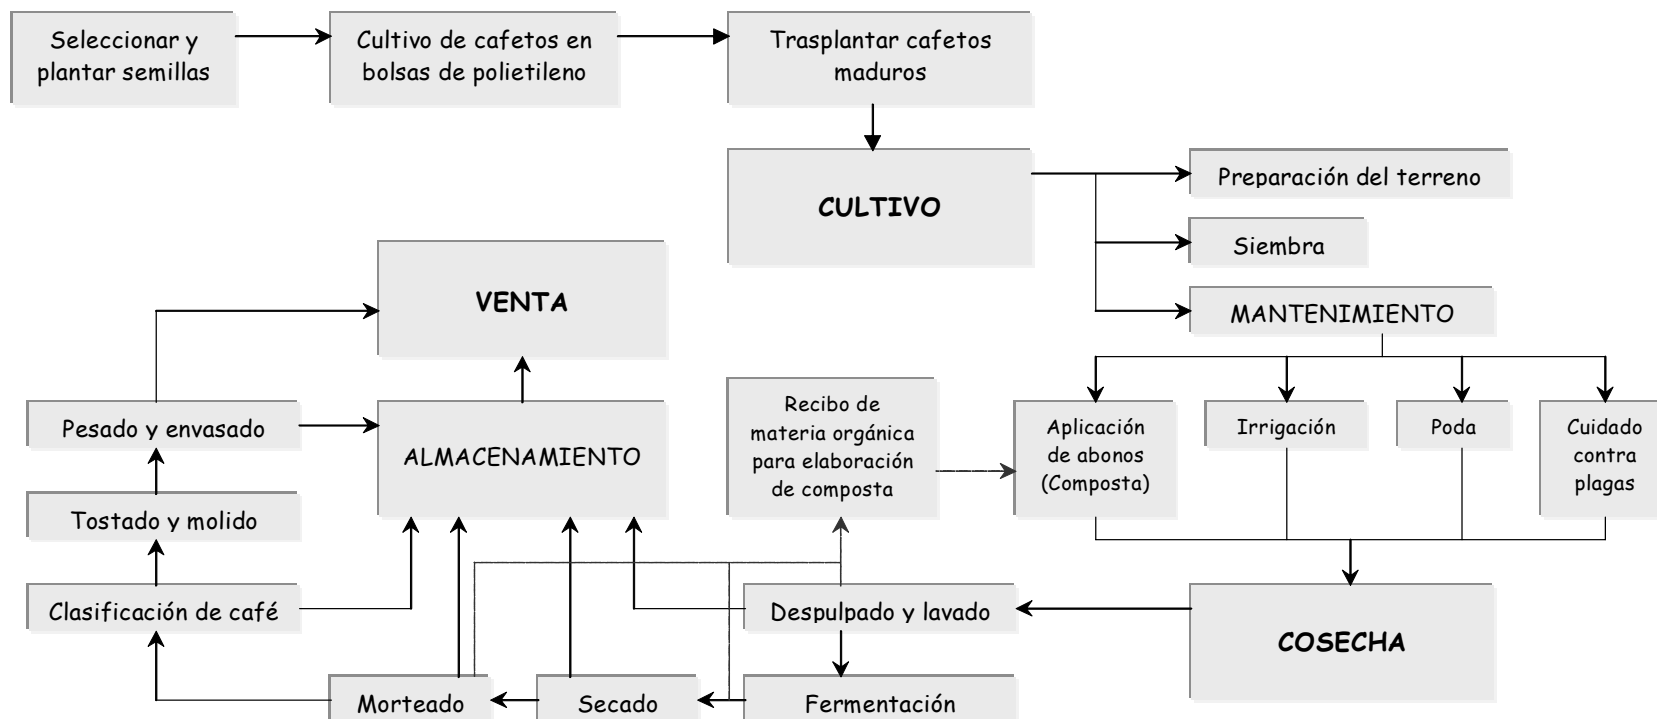 Seleccionar y
plantar semillas
Cultivo de cafetos en
bolsas de polietileno
Trasplantar cafetos
maduros
CULTIVO
Preparación del terreno
Siembra
MANTENIMIENTO
VENTA
Pesado y envasado
ALMACENAMIENTO
Recibo de
materia orgánica
para elaboración
de composta
Aplicación
de abonos
(Composta)
Irrigación
Poda
Cuidado
contra
plagas
Tostado y molido
Clasificación de café
Despulpado y lavado
COSECHA
Morteado
Secado
Fermentación